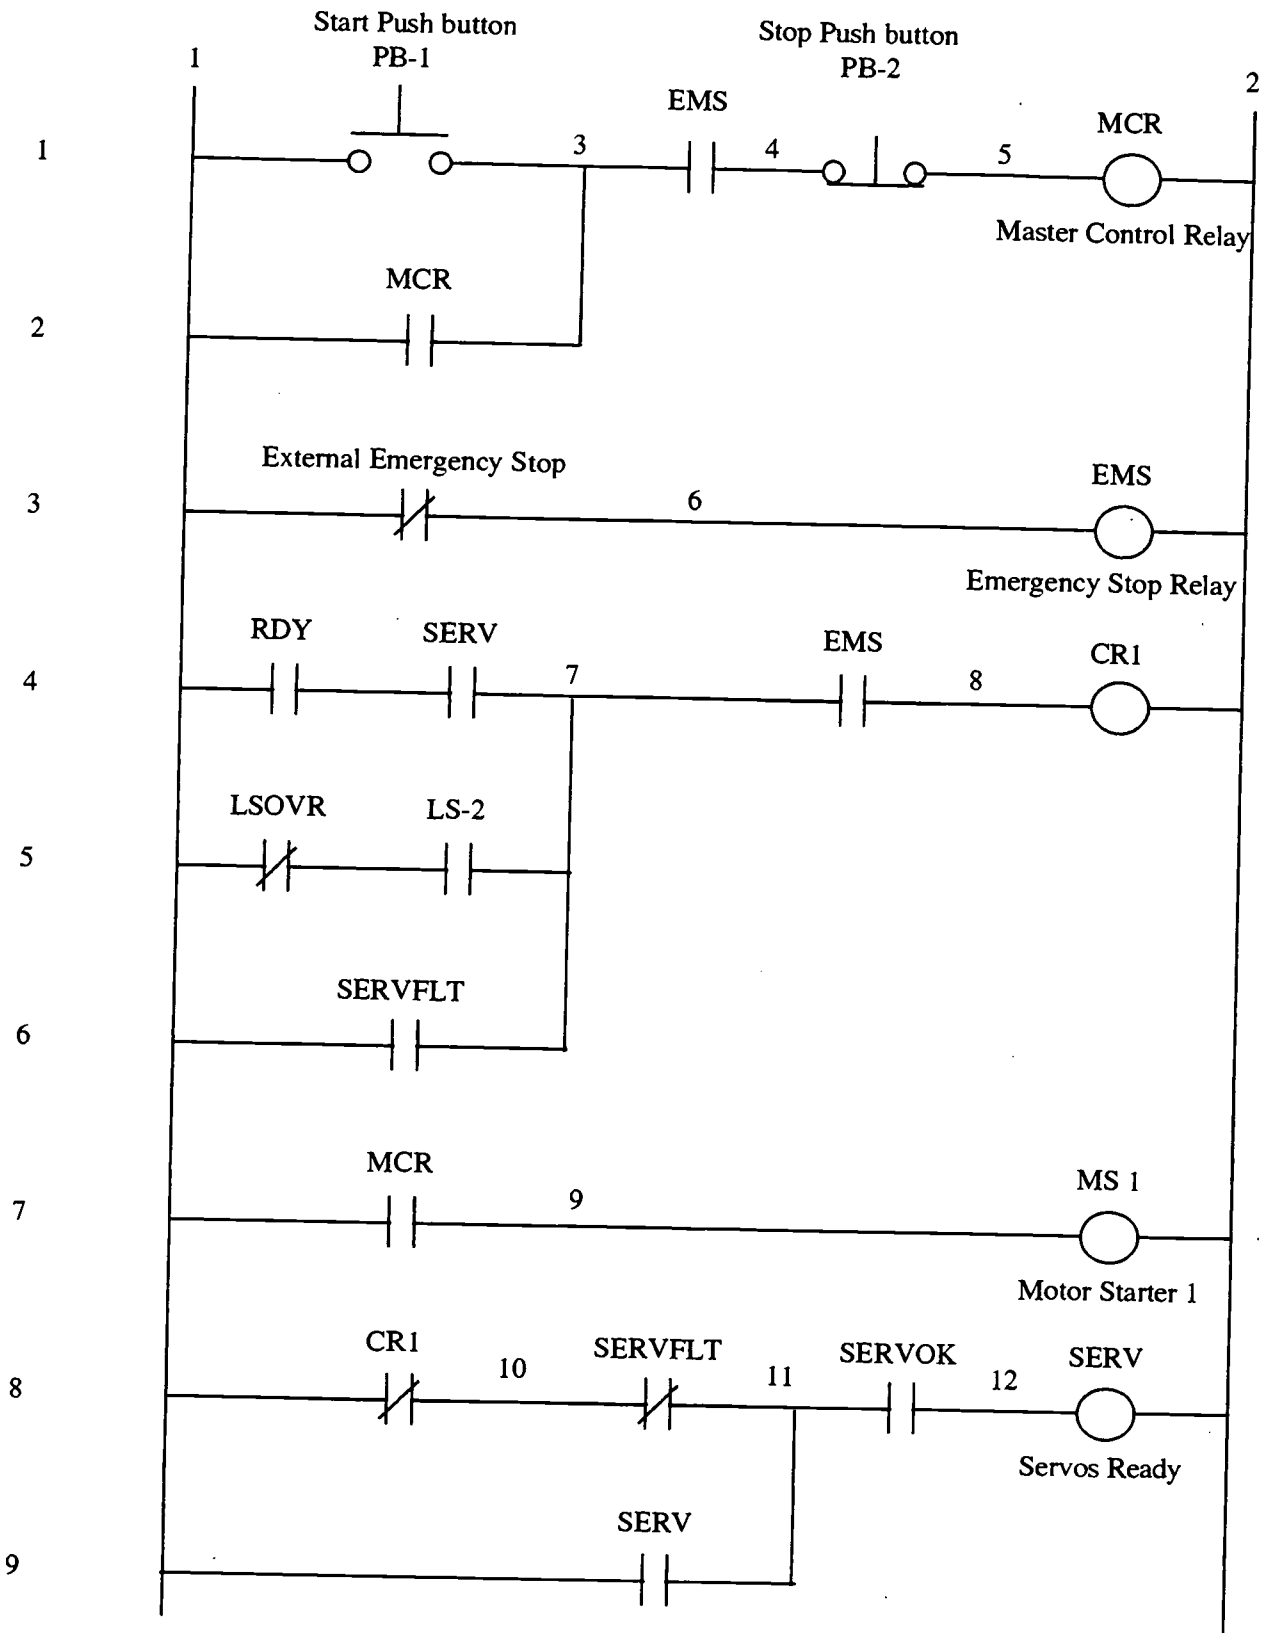 Start Push button
PB-1
Stop Push button
PB-2
1
2
EMS
MCR
1
3
4
5
Master Control Relay
MCR
2
External Emergency Stop
EMS
3
6
Emergency Stop Relay
RDY
SERV
EMS
CR1
4
7
8
LSOVR
LS-2
5
SERVFLT
6
MCR
MS 1
7
9
Motor Starter 1
CR1
SERVFLT
SERVOK
SERV
8
10
11
12
Servos Ready
SERV
9